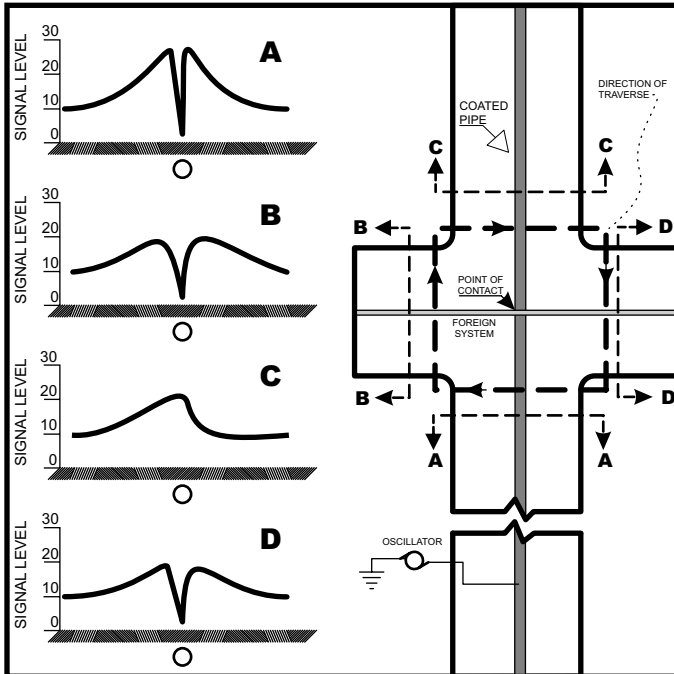 SIGNAL LEVEL
30
20
10
0
A
SIGNAL LEVEL
30
20
10
0
B
SIGNAL LEVEL
30
20
10
0
C
SIGNAL LEVEL
30
20
10
0
D
DIRECTION OF
TRAVERSE
COATED
PIPE
C
C
B
D
POINT OF
CONTACT
FOREIGN
SYSTEM
B
D
A
A
OSCILLATOR